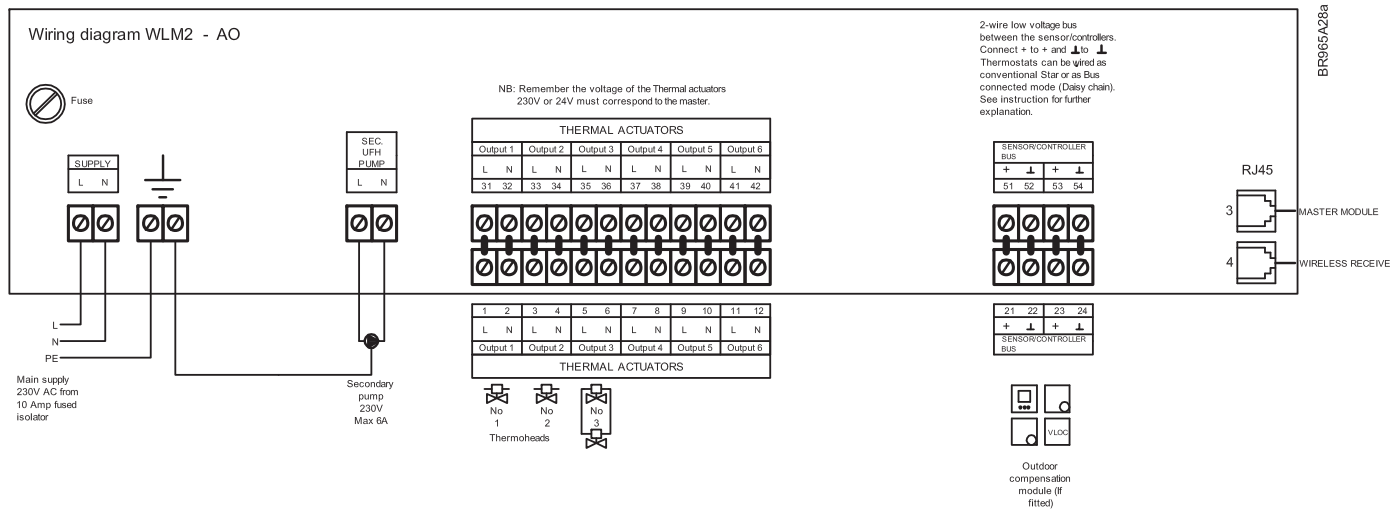 Wiring diagram WLM2 - AO
Fuse
SUPPLY
L N
SEC.
UFH
PUMP
L N
NB: Remember the voltage of the Thermal actuators
230V or 24V must correspond to the master.
THERMAL ACTUATORS
Output 1 Output 2 Output 3 Output 4 Output 5 Output 6
L N L N L N L N L N L N
31 32 33 34 35 36 37 38 39 40 41 42
2-wire low voltage bus
between the sensor/controllers.
Connect + to + and ⊥to ⊥
Thermostats can be wired as
conventional Star or as Bus
connected mode (Daisy chain).
See instruction for further
explanation.
SENSOR/CONTROLLER
BUS
+ ⊥ + ⊥
51 52 53 54
BR965A28a
RJ45
3 MASTER MODULE
4 WIRELESS RECEIVE
L
N
PE
Main supply
230V AC from
10 Amp fused
isolator
Secondary
pump
230V
Max 6A
1 2 3 4 5 6 7 8 9 10 11 12
L N L N L N L N L N L N
Output 1 Output 2 Output 3 Output 4 Output 5 Output 6
THERMAL ACTUATORS
No No No
1 2 3
Thermoheads
21 22 23 24
+ ⊥ + ⊥
SENSOR/CONTROLLER
BUS
VLOC
Outdoor
compensation
module (If
fitted)